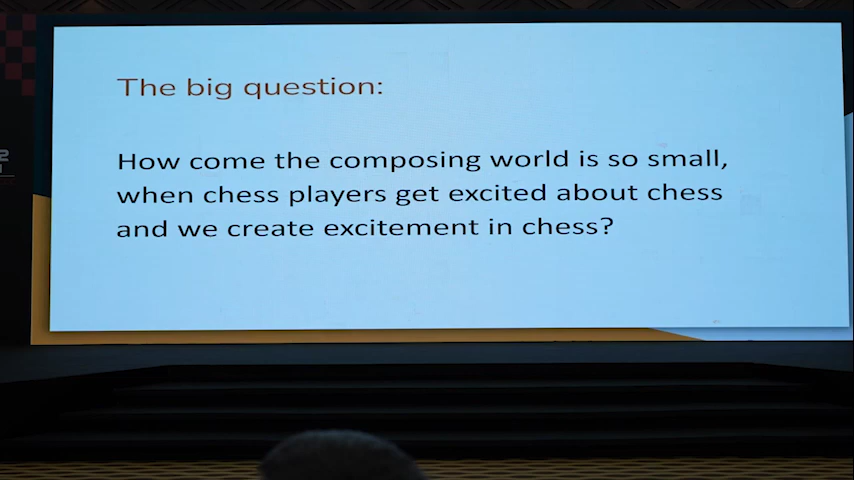 The big question:
How come the composing world is so small,
when chess players get excited about chess
and we create excitement in chess?